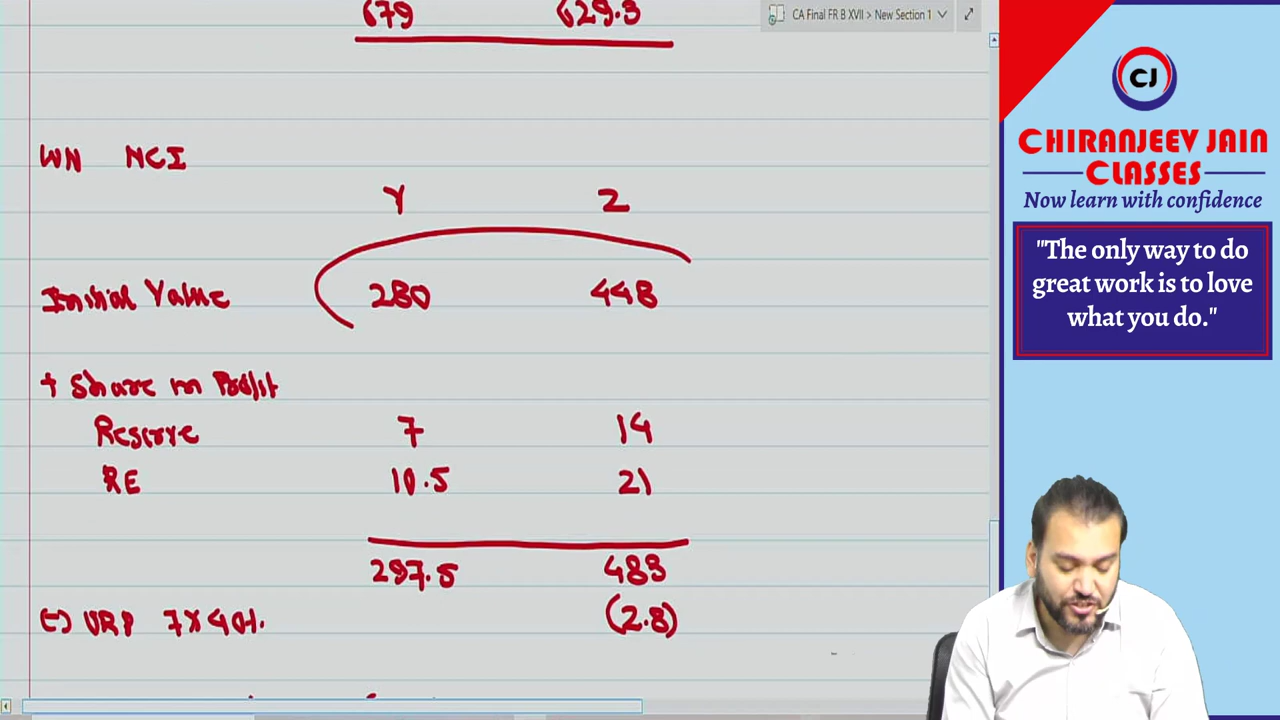 679 629.3
CA Final FR B XVII > New Section 1
WN NCI
Y Z
Initial Value 280 448
+ Share in Profit
Reserve 7 14
RE 10.5 21
297.5 483
(-) URP 7x40%. (2.8)
CJ
CHIRANJEEV JAIN
CLASSES
Now learn with confidence
"The only way to do
great work is to love
what you do."